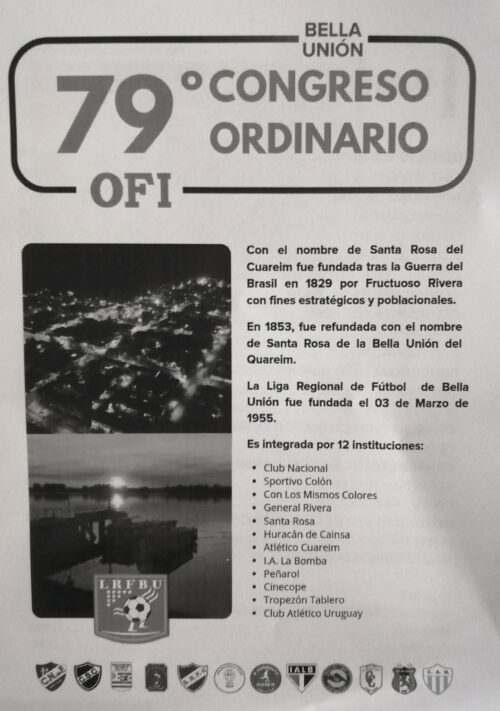 BELLA
UNIÓN
79° CONGRESO
ORDINARIO
OFI
Con el nombre de Santa Rosa del
Cuareim fue fundada tras la Guerra del
Brasil en 1829 por Fructuoso Rivera
con fines estratégicos y poblacionales.
En 1853, fue refundada con el nombre
de Santa Rosa de la Bella Unión del
Quareim.
La Liga Regional de Fútbol de Bella
Unión fue fundada el 03 de Marzo de
1955.
Es integrada por 12 instituciones:
• Club Nacional
• Sportivo Colón
• Con Los Mismos Colores
• General Rivera
• Santa Rosa
• Huracán de Cainsa
• Atlético Cuareim
• I.A. La Bomba
• Peñarol
• Cinecope
• Tropezón Tablero
• Club Atlético Uruguay
LRFBU
C.N.F.
C.S.C.
S.R.F.C.
IALB
C.A.U.